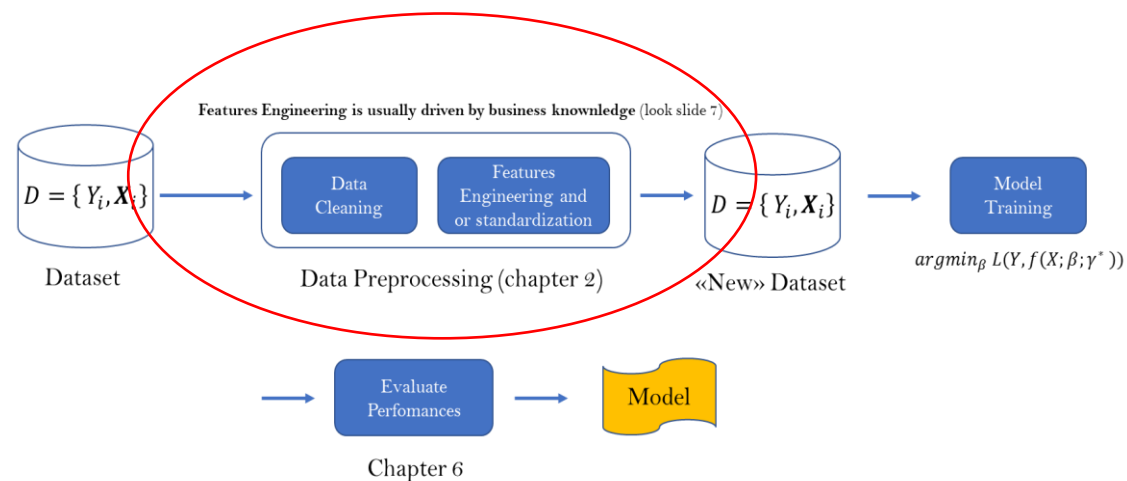 Features Engineering is usually driven by business knownledge (look slide 7)
D = { Y_i, X_i}
Data
Cleaning
Features
Engineering and
or standardization
D = { Y_i, X_i}
Model
Training
Dataset
Data Preprocessing (chapter 2)
«New» Dataset
argmin_β L(Y, f(X; β; γ* ))
Evaluate
Perfomances
Model
Chapter 6